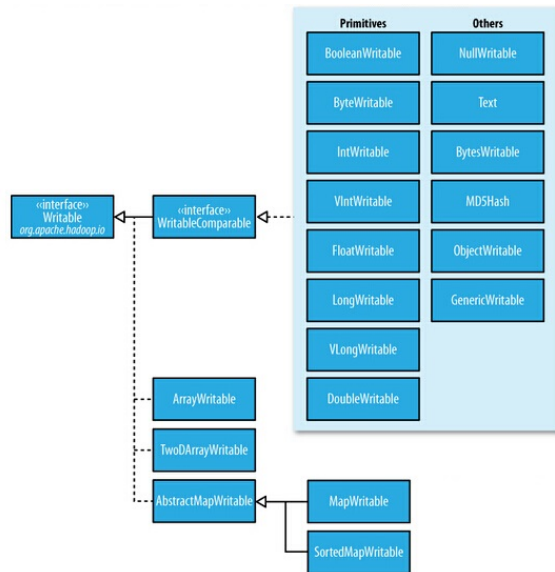 Primitives
Others
BooleanWritable
NullWritable
ByteWritable
Text
IntWritable
BytesWritable
«interface»
Writable
org.apache.hadoop.io
«interface»
WritableComparable
VIntWritable
MD5Hash
FloatWritable
ObjectWritable
LongWritable
GenericWritable
VLongWritable
DoubleWritable
ArrayWritable
TwoDArrayWritable
AbstractMapWritable
MapWritable
SortedMapWritable